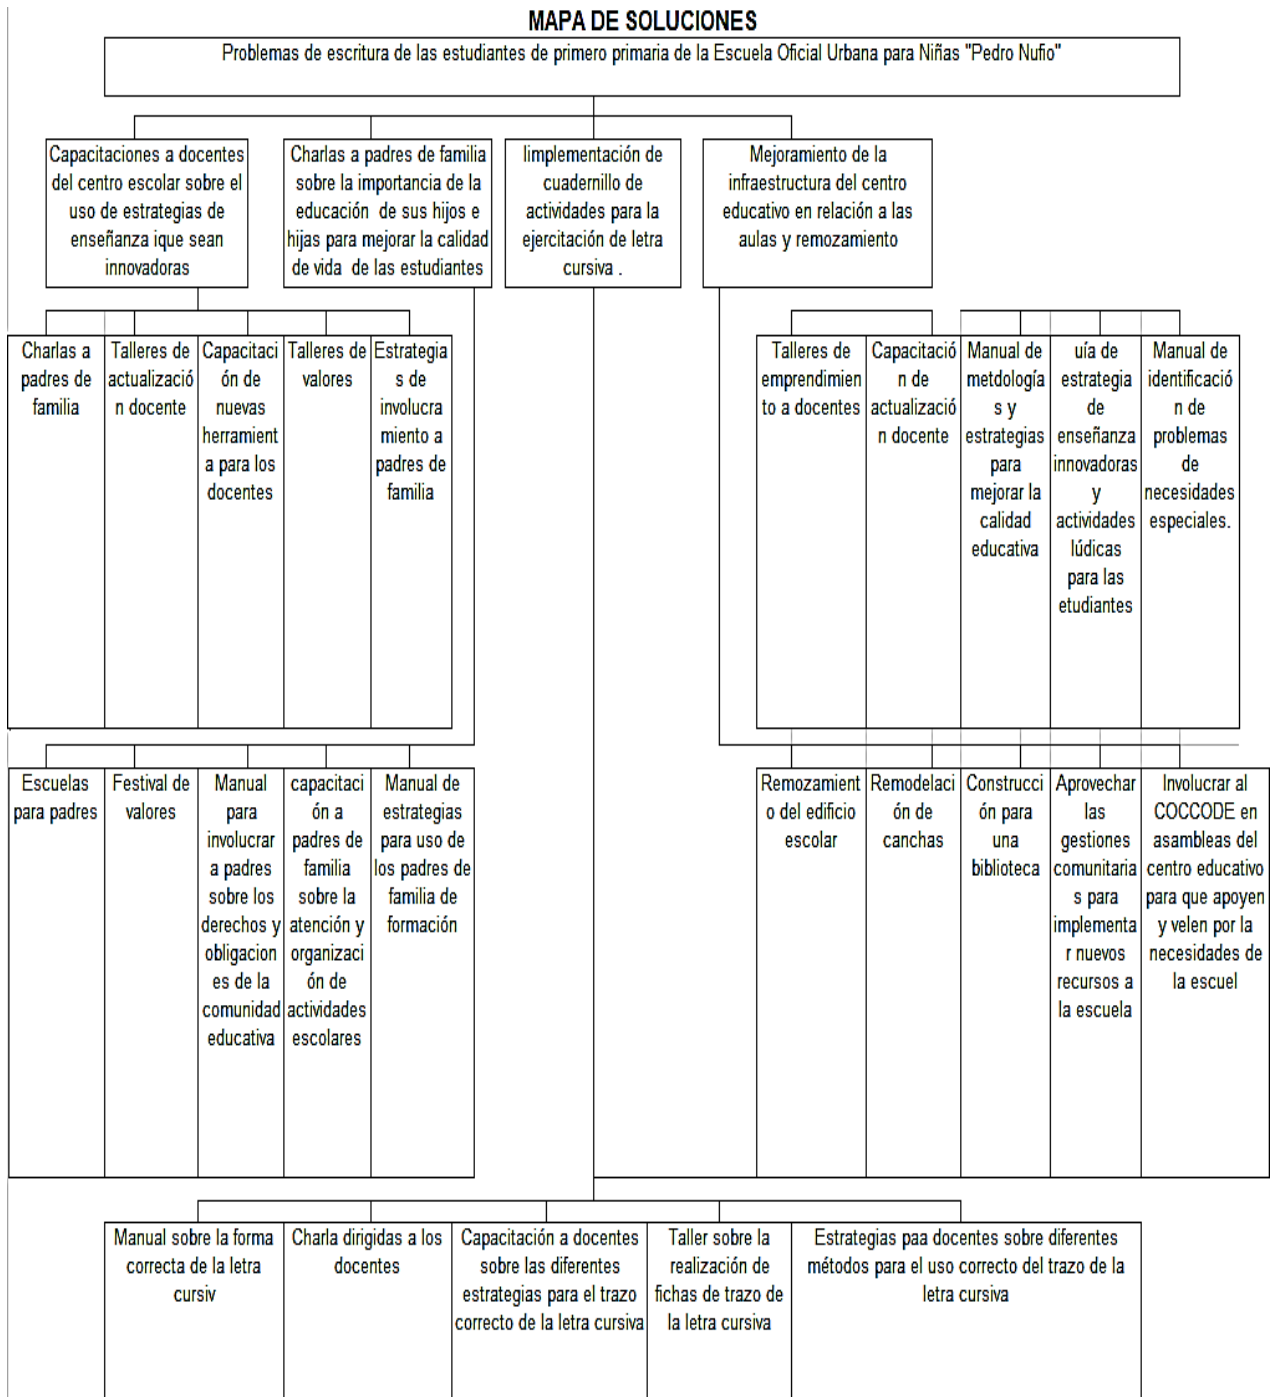 MAPA DE SOLUCIONES
Problemas de escritura de las estudiantes de primero primaria de la Escuela Oficial Urbana para Niñas "Pedro Nufio"
Capacitaciones a docentes
del centro escolar sobre el
uso de estrategias de
enseñanza ique sean
innovadoras
Charlas a padres de familia
sobre la importancia de la
educación de sus hijos e
hijas para mejorar la calidad
de vida de las estudiantes
Iimplementación de
cuadernillo de
actividades para la
ejercitación de letra
cursiva .
Mejoramiento de la
infraestructura del centro
educativo en relación a las
aulas y remozamiento
Charlas a
padres de
familia
Talleres de
actualizació
n docente
Capacitaci
ón de
nuevas
herramient
a para los
docentes
Talleres de
valores
Estrategia
s de
involucra
miento a
padres de
familia
Talleres de
emprendimien
to a docentes
Capacitació
n de
actualizació
n docente
Manual de
metdología
s y
estrategias
para
mejorar la
calidad
educativa
uía de
estrategia
de
enseñanza
innovadoras
y
actividades
lúdicas
para las
etudiantes
Manual de
identificació
n de
problemas
de
necesidades
especiales.
Escuelas
para padres
Festival de
valores
Manual
para
involucrar
a padres
sobre los
derechos y
obligacion
es de la
comunidad
educativa
capacitaci
ón a
padres de
familia
sobre la
atención y
organizaci
ón de
actividades
escolares
Manual de
estrategias
para uso de
los padres de
familia de
formación
Remozamient
o del edificio
escolar
Remodelaci
ón de
canchas
Construcci
ón para
una
biblioteca
Aprovechar
las
gestiones
comunitaria
s para
implementa
r nuevos
recursos a
la escuela
Involucrar al
COCCODE en
asambleas del
centro educativo
para que apoyen
y velen por la
necesidades de
la escuel
Manual sobre la forma
correcta de la letra
cursiv
Charla dirigidas a los
docentes
Capacitación a docentes
sobre las diferentes
estrategias para el trazo
correcto de la letra cursiva
Taller sobre la
realización de
fichas de trazo de
la letra cursiva
Estrategias paa docentes sobre diferentes
métodos para el uso correcto del trazo de la
letra cursiva